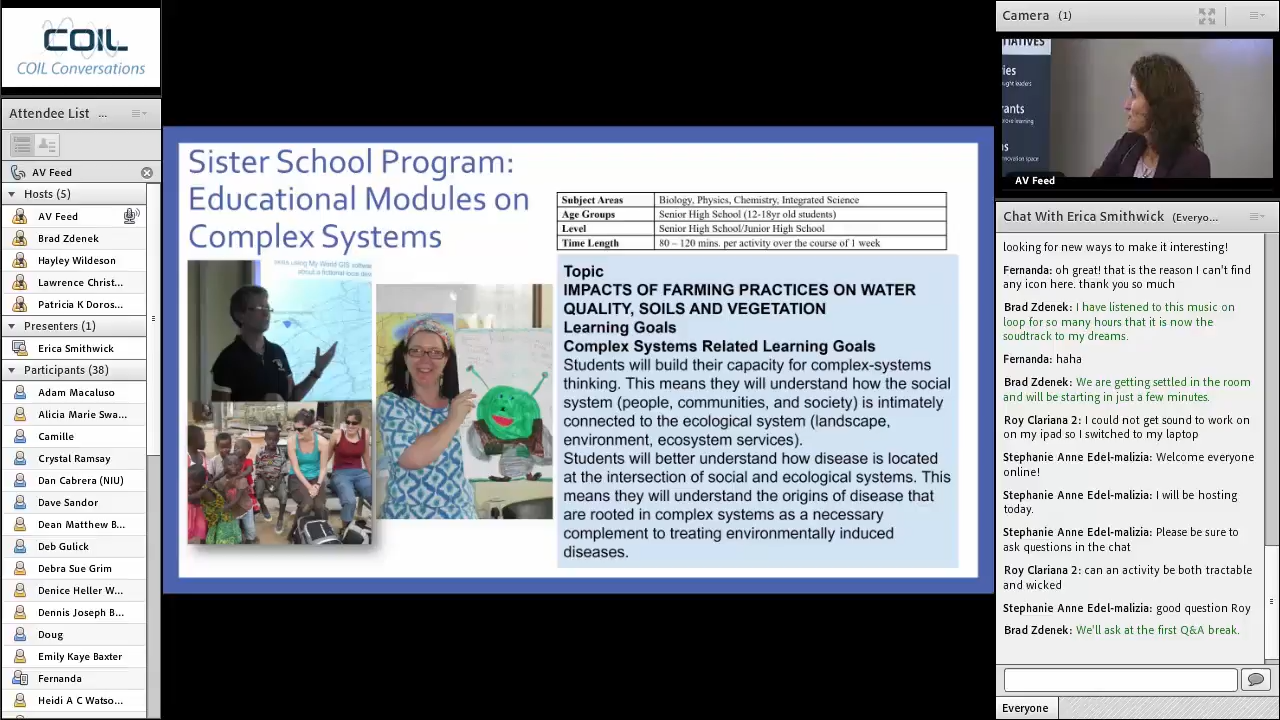 COIL
COIL Conversations
Attendee List ...
AV Feed
Hosts (5)
AV Feed
Brad Zdenek
Hayley Wildeson
Lawrence Christ...
Patricia K Doros...
Presenters (1)
Erica Smithwick
Participants (38)
Adam Macaluso
Alicia Marie Swa...
Camille
Crystal Ramsay
Dan Cabrera (NIU)
Dave Sandor
Dean Matthew B...
Deb Gulick
Debra Sue Grim
Denice Heller W...
Dennis Joseph B...
Doug
Emily Kaye Baxter
Fernanda
Heidi A C Watso...
Sister School Program:
Educational Modules on
Complex Systems
Subject Areas Biology, Physics, Chemistry, Integrated Science
Age Groups Senior High School (12-18yr old students)
Level Senior High School/Junior High School
Time Length 80 – 120 mins. per activity over the course of 1 week
using My World GIS softwa
about a fictional
Topic
IMPACTS OF FARMING PRACTICES ON WATER
QUALITY, SOILS AND VEGETATION
Learning Goals
Complex Systems Related Learning Goals
Students will build their capacity for complex-systems
thinking. This means they will understand how the social
system (people, communities, and society) is intimately
connected to the ecological system (landscape,
environment, ecosystem services).
Students will better understand how disease is located
at the intersection of social and ecological systems. This
means they will understand the origins of disease that
are rooted in complex systems as a necessary
complement to treating environmentally induced
diseases.
Camera (1)
TIATIVES
AV Feed
Chat With Erica Smithwick (Everyo...
looking for new ways to make it interesting!
Fernanda: oh great! that is the reason I can't find
any icon here. thank you so much
Brad Zdenek: I have listened to this music on
loop for so many hours that it is now the
soudtrack to my dreams.
Fernanda: haha
Brad Zdenek: We are getting settled in the room
and will be starting in just a few minutes.
Roy Clariana 2: I could not get sound to work on
on my ipad so I switched to my laptop
Stephanie Anne Edel-malizia: Welcome everyone
online!
Stephanie Anne Edel-malizia: I will be hosting
today.
Stephanie Anne Edel-malizia: Please be sure to
ask questions in the chat
Roy Clariana 2: can an activity be both tractable
and wicked
Stephanie Anne Edel-malizia: good question Roy
Brad Zdenek: We'll ask at the first Q&A break.
Everyone